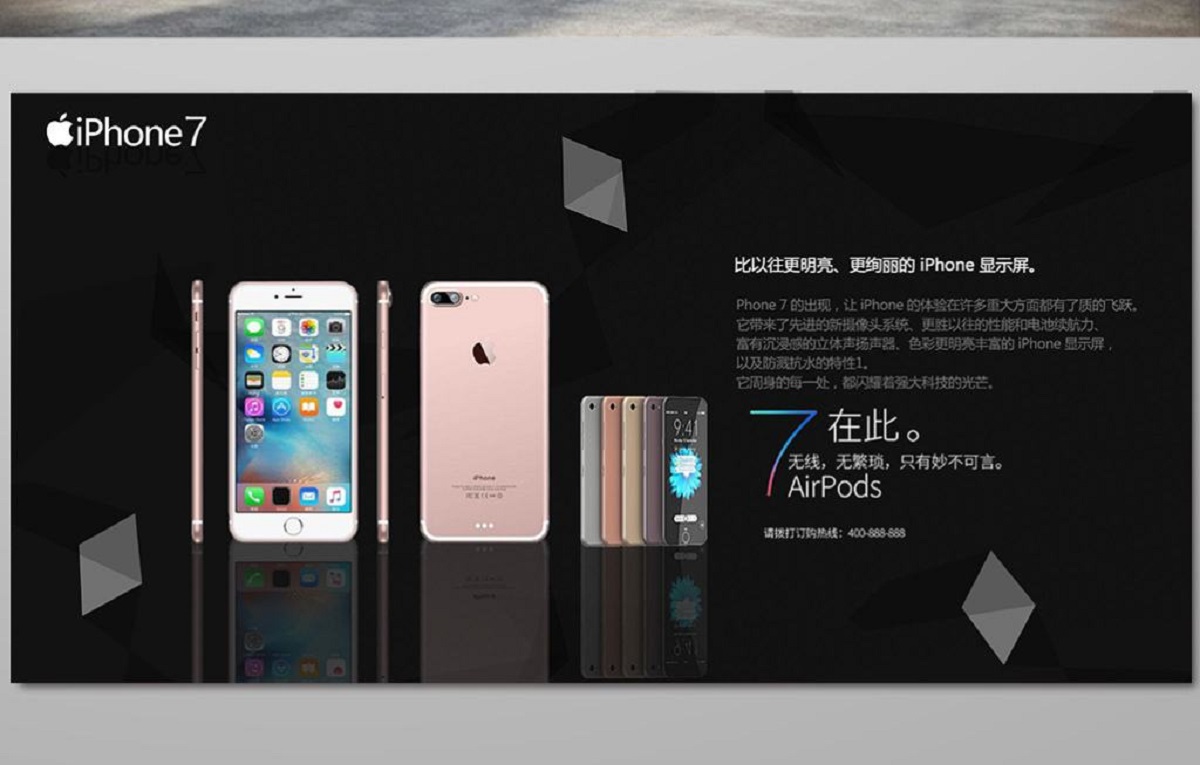 iPhone7
比以往更明亮、更绚丽的 iPhone 显示屏。
Phone 7 的出现，让 iPhone 的体验在许多重大方面都有了质的飞跃。
它带来了先进的新摄像头系统、更胜以往的性能和电池续航力、
富有沉浸感的立体声扬声器、色彩更明亮丰富的 iPhone 显示屏，
以及防溅抗水的特性1。
它周身的每一处，都闪耀着强大科技的光芒。
7 在此。
无线，无繁琐，只有妙不可言。
AirPods
请拨打订购热线：400-888-888
iPhone
9:41